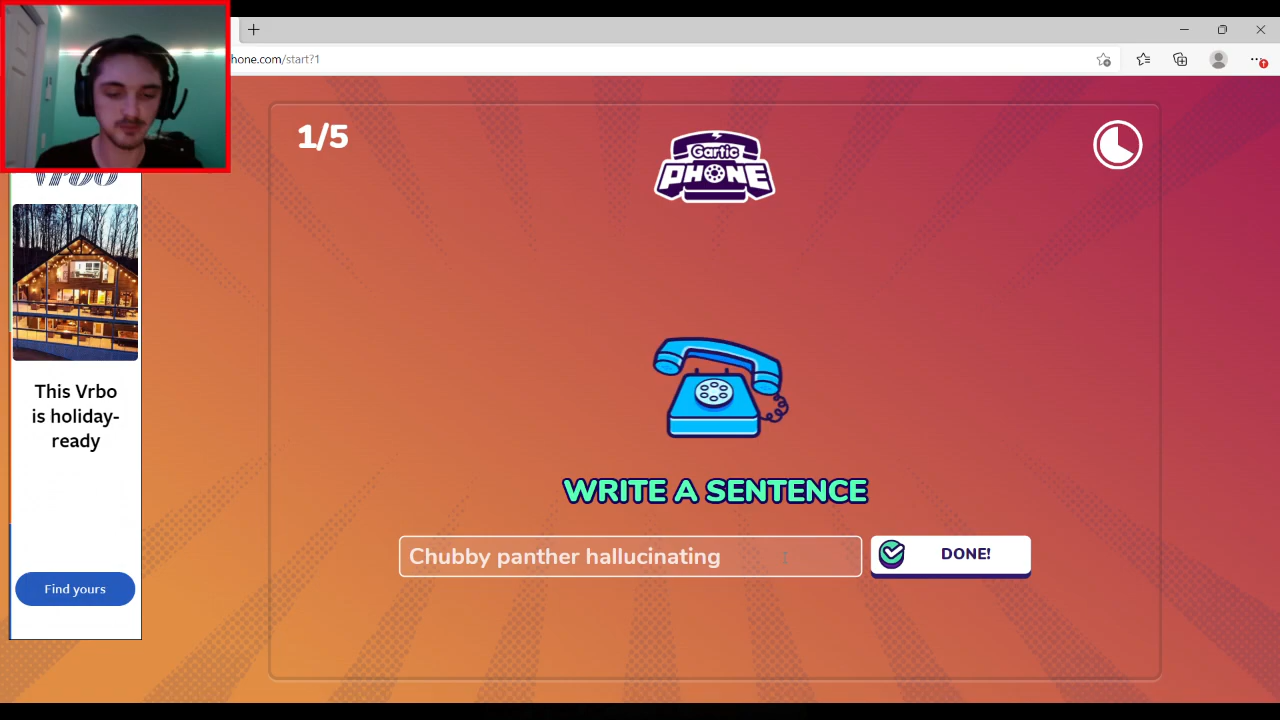 hone.com/start?1
1/5
Gartic
PHONE
This Vrbo
is holiday-
ready
Find yours
WRITE A SENTENCE
Chubby panther hallucinating
DONE!